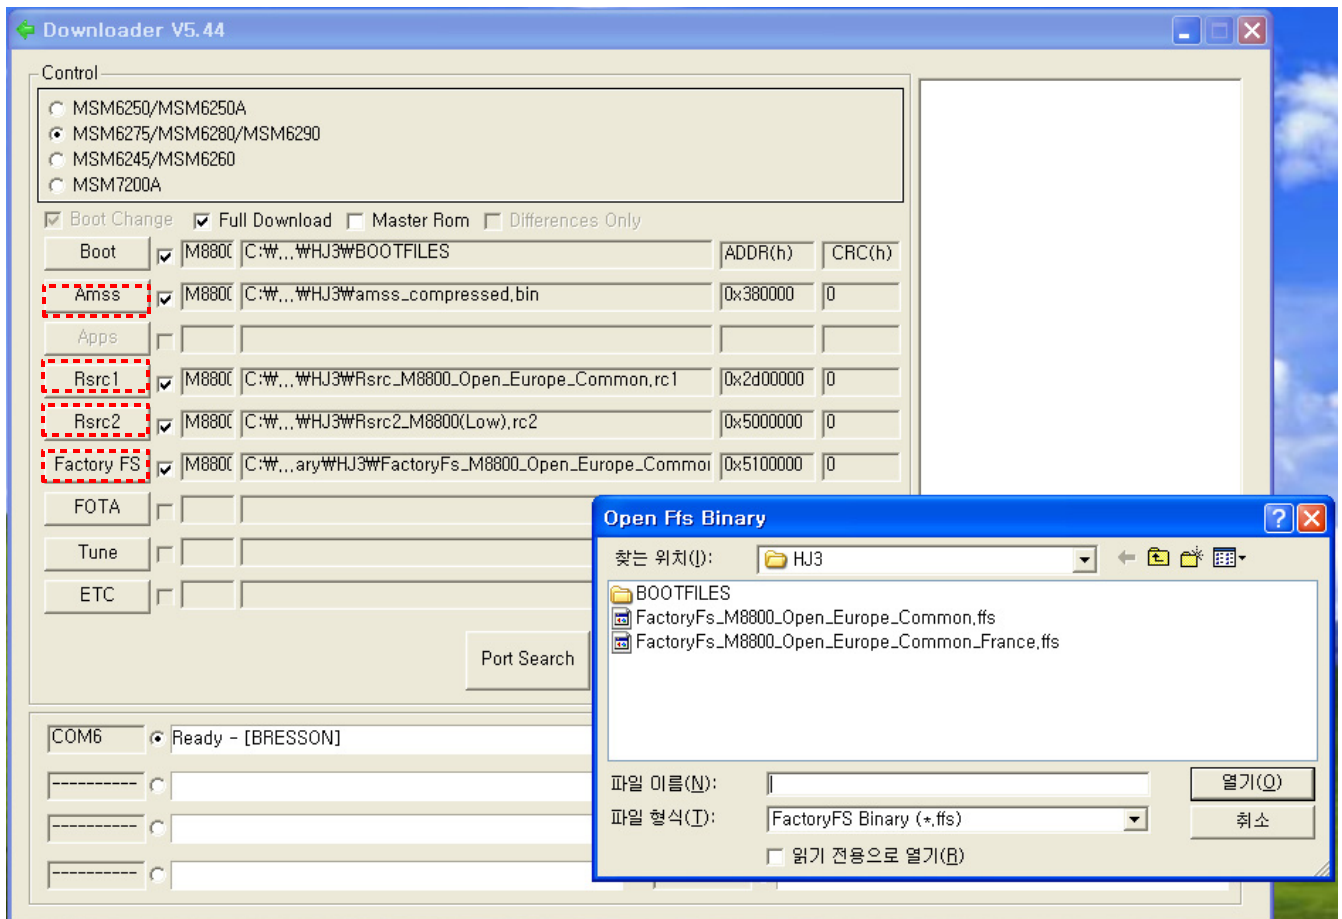 Downloader V5.44
Control
MSM6250/MSM6250A
MSM6275/MSM6280/MSM6290
MSM6245/MSM6260
MSM7200A
Boot Change Full Download Master Rom Differences Only
Boot M880 C:₩,,,₩HJ3₩BOOTFILES ADDR(h) CRC(h)
Amss M880 C:₩,,,₩HJ3₩amss_compressed,bin 0x380000 0
Apps
Rsrc1 M880 C:₩,,,₩HJ3₩Rsrc_M8800_Open_Europe_Common,rc1 0x2d00000 0
Rsrc2 M880 C:₩,,,₩HJ3₩Rsrc2_M8800(Low),rc2 0x5000000 0
Factory FS M880 C:₩,,,ary₩HJ3₩FactoryFs_M8800_Open_Europe_Commo 0x5100000 0
FOTA
Tune
ETC
Port Search
COM6 Ready - [BRESSON]
----------
----------
----------
Open Ffs Binary
찾는 위치(I): HJ3
BOOTFILES
FactoryFs_M8800_Open_Europe_Common,ffs
FactoryFs_M8800_Open_Europe_Common_France,ffs
파일 이름(N): 열기(O)
파일 형식(T): FactoryFS Binary (*,ffs) 취소
읽기 전용으로 열기(R)